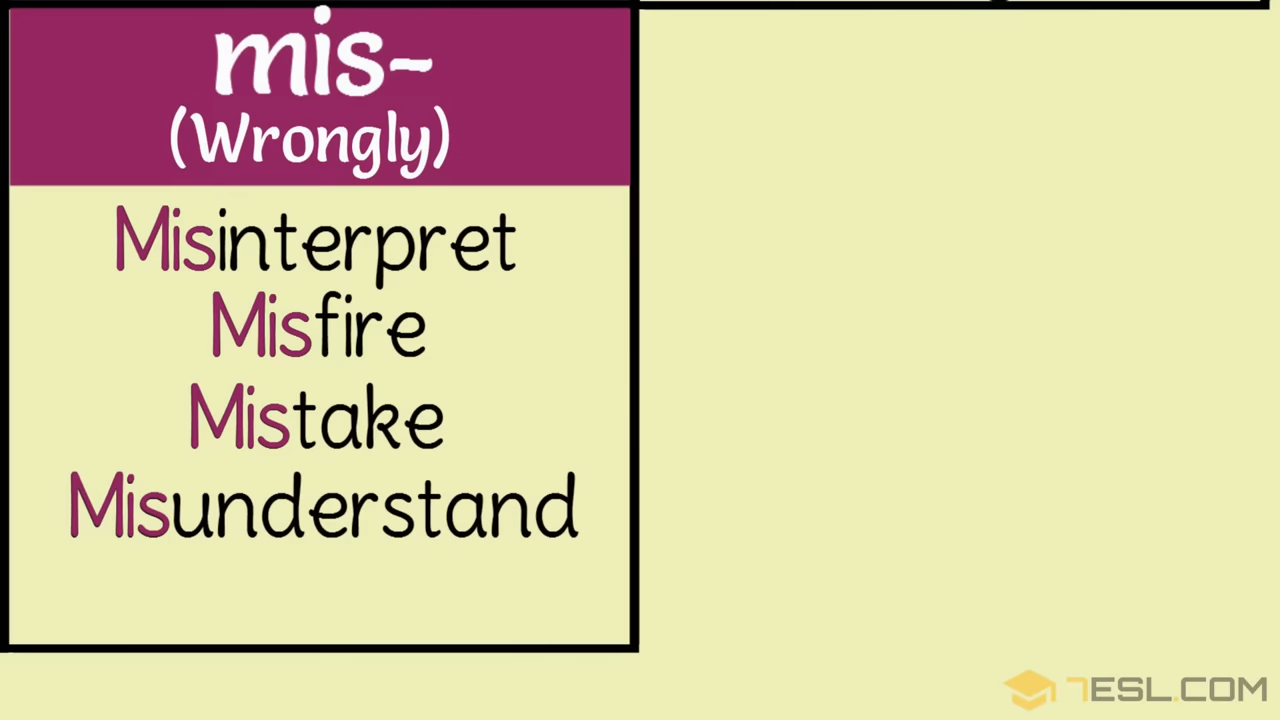 mis-
(Wrongly)
Misinterpret
Misfire
Mistake
Misunderstand
7ESL.COM